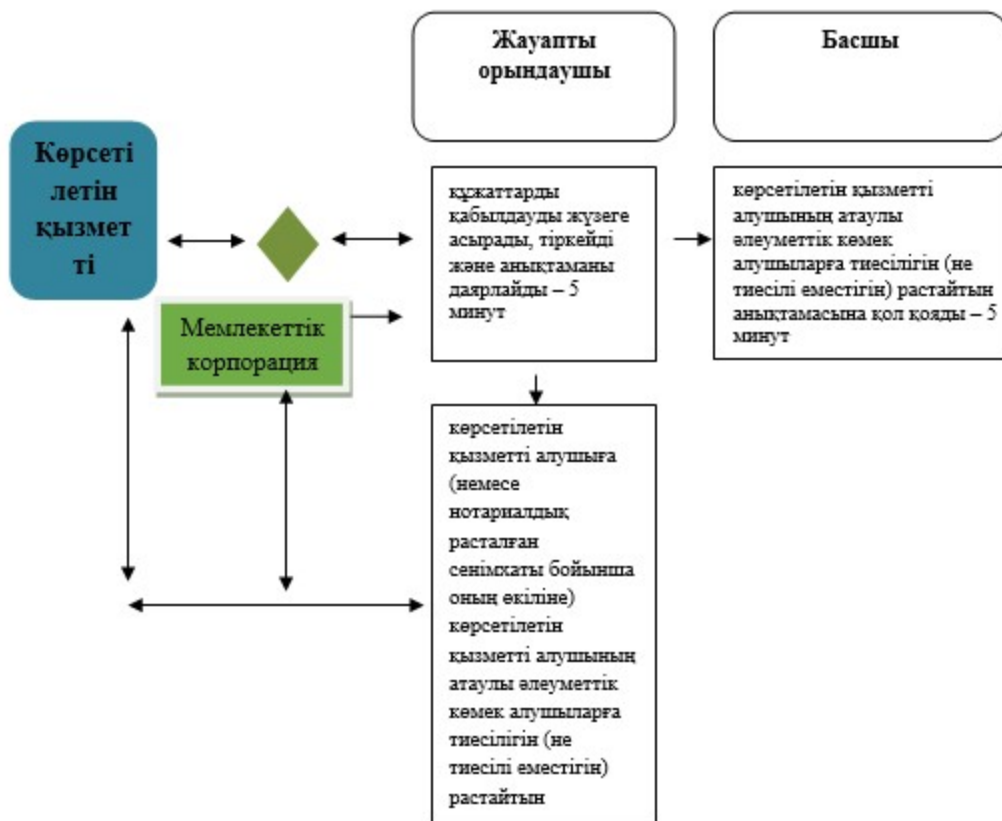 Жауапты
орындаушы
Басшы
Көрсеті
летін
қызмет
ті
құжаттарды
қабылдауды жүзеге
асырады, тіркейді
және анықтаманы
даярлайды – 5
минут
көрсетілетін қызметті
алушының атаулы
әлеуметтік көмек
алушыларға тиесілігін (не
тиесілі еместігін) растайтын
анықтамасына қол қояды – 5
минут
Мемлекеттік
корпорация
көрсетілетін
қызметті алушыға
(немесе
нотариалдық
расталған
сенімхаты бойынша
оның өкіліне)
көрсетілетін
қызметті алушының
атаулы әлеуметтік
көмек алушыларға
тиесілігін (не
тиесілі еместігін)
растайтын